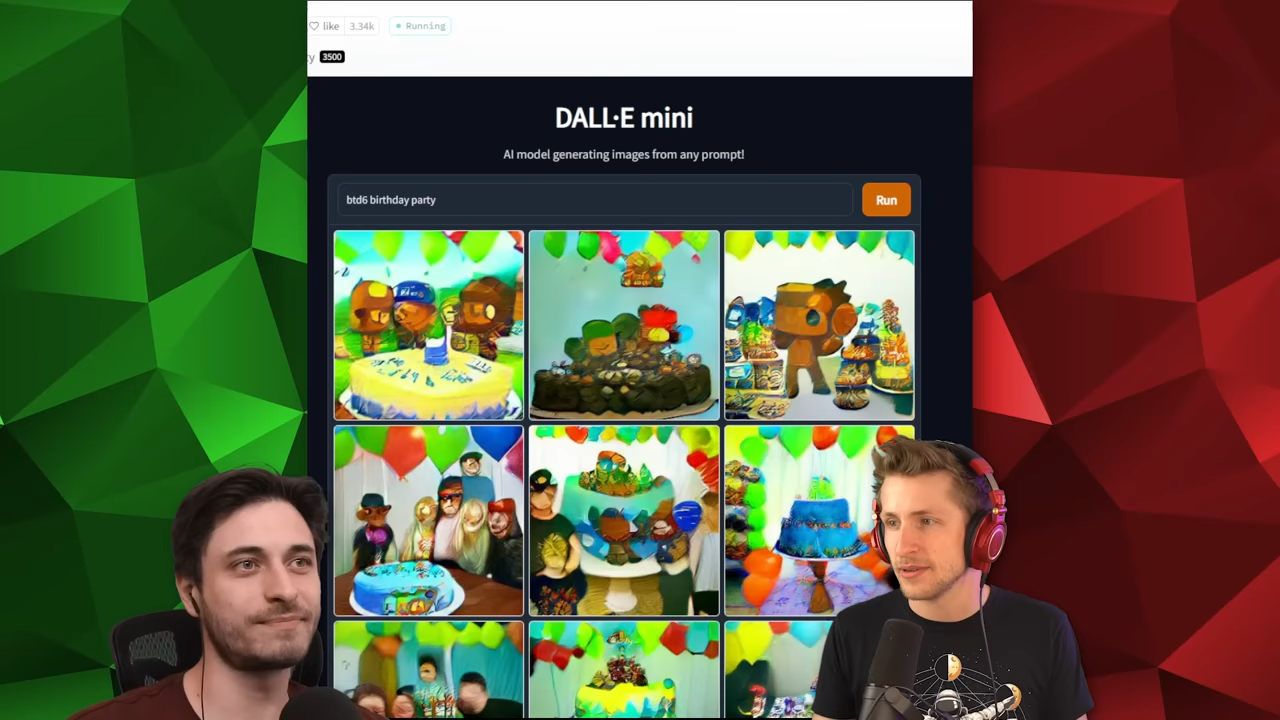 like 3.34k Running
3500
DALL·E mini
AI model generating images from any prompt!
btd6 birthday party
Run